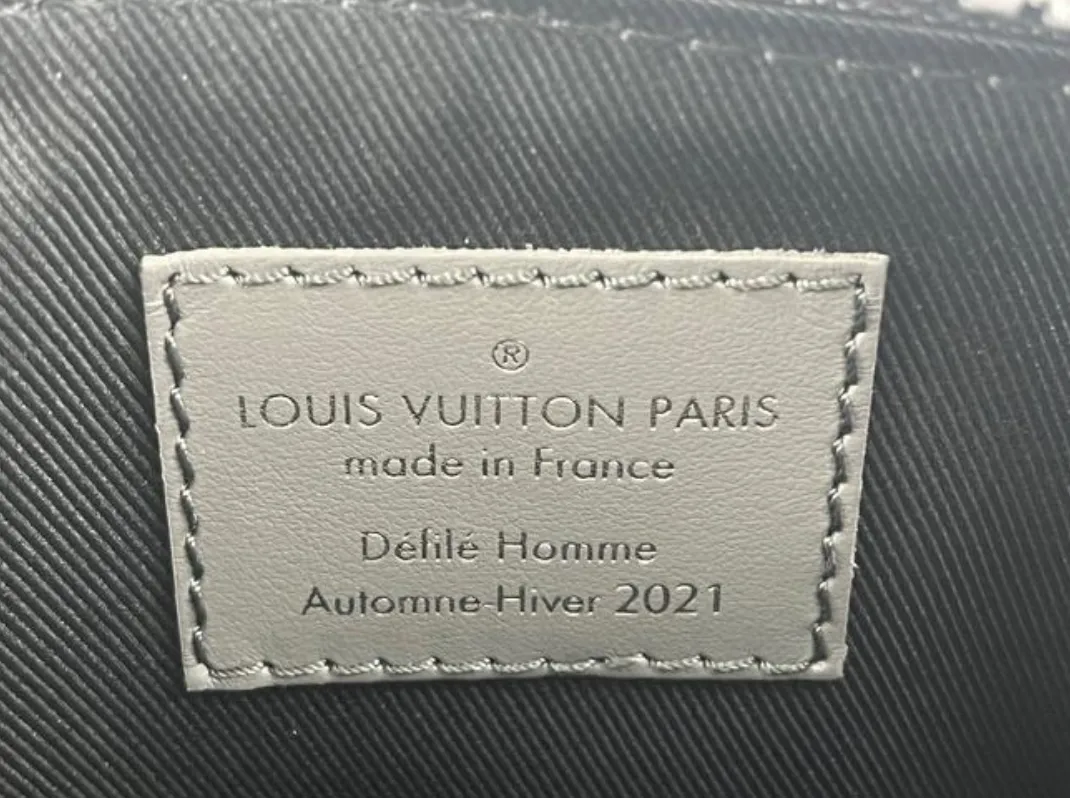 ®
LOUIS VUITTON PARIS
made in France
Défilé Homme
Automne-Hiver 2021